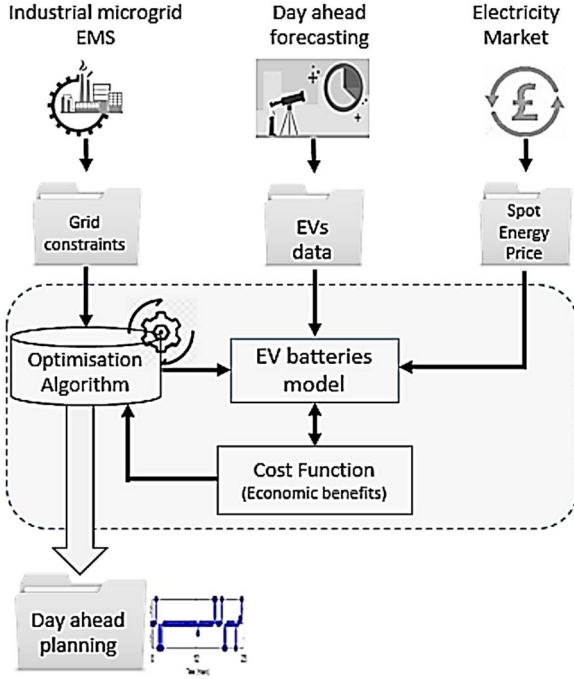 Industrial microgrid
EMS
Day ahead
forecasting
Electricity
Market
£
Grid
constraints
EVs
data
Spot
Energy
Price
Optimisation
Algorithm
EV batteries
model
Cost Function
(Economic benefits)
Day ahead
planning